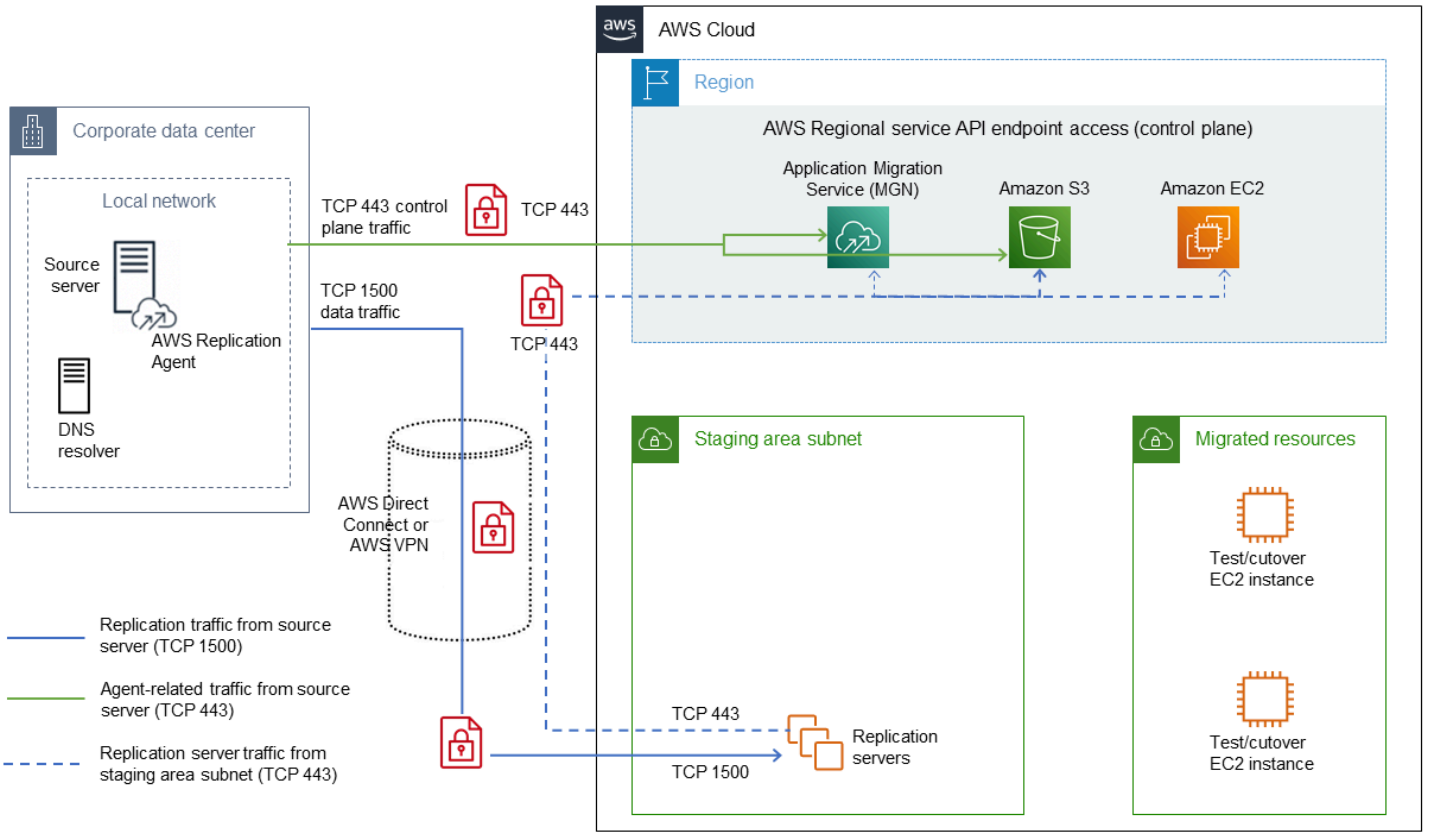 aws
AWS Cloud
Region
AWS Regional service API endpoint access (control plane)
Application Migration
Service (MGN)
Amazon S3
Amazon EC2
Corporate data center
Local network
Source
server
AWS Replication
Agent
DNS
resolver
TCP 443 control
plane traffic
TCP 443
TCP 1500
data traffic
TCP 443
AWS Direct
Connect or
AWS VPN
Staging area subnet
TCP 443
TCP 1500
Replication
servers
Migrated resources
Test/cutover
EC2 instance
Test/cutover
EC2 instance
Replication traffic from source
server (TCP 1500)
Agent-related traffic from source
server (TCP 443)
Replication server traffic from
staging area subnet (TCP 443)